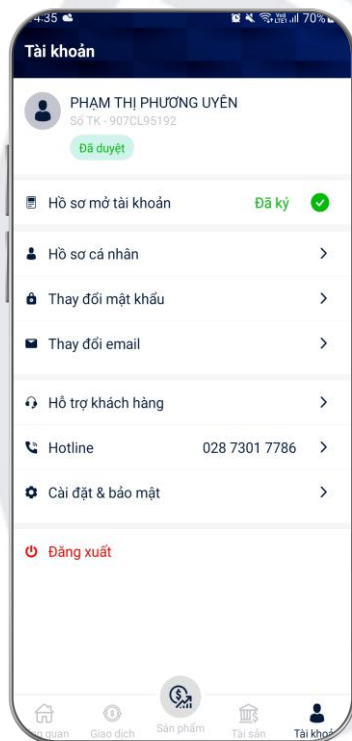 4:35 70%
Tài khoản
PHẠM THỊ PHƯƠNG UYÊN
Số TK - 907CL95192
Đã duyệt
Hồ sơ mở tài khoản Đã ký
Hồ sơ cá nhân
Thay đổi mật khẩu
Thay đổi email
Hỗ trợ khách hàng
Hotline 028 7301 7786
Cài đặt & bảo mật
Đăng xuất
quan Giao dịch Sản phẩm Tài sản Tài khoả